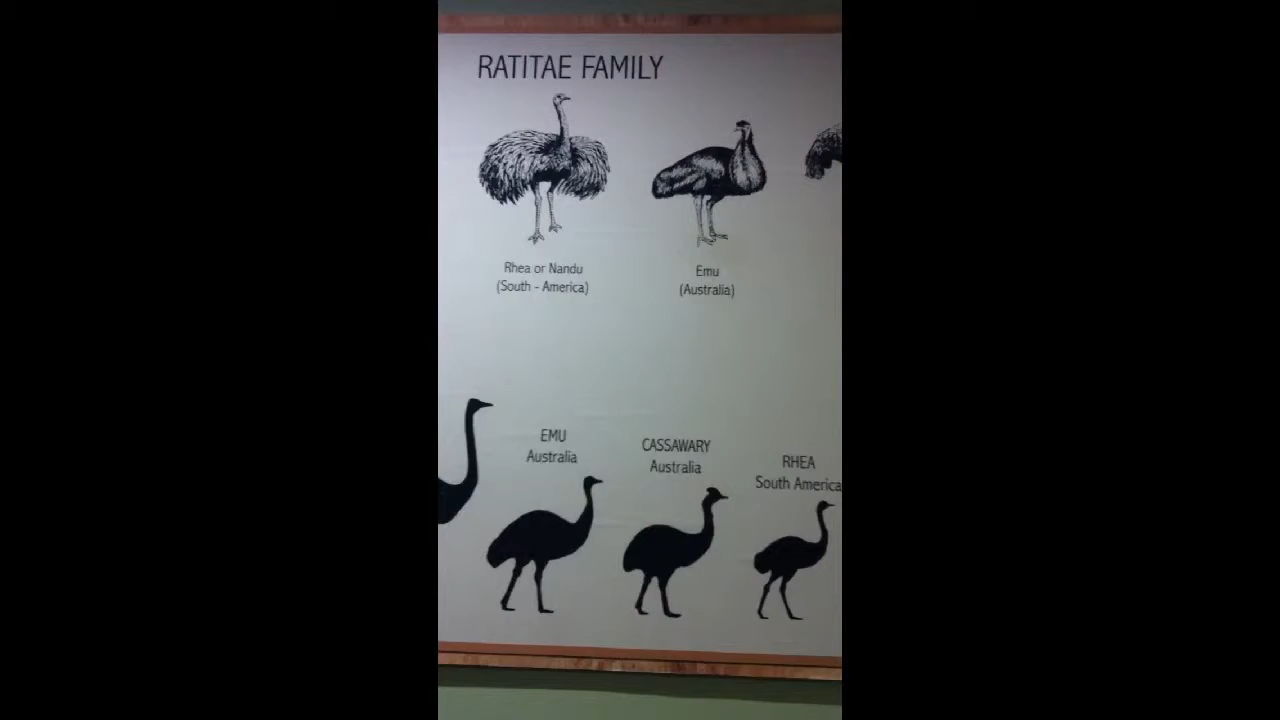 RATITAE FAMILY
Rhea or Nandu
(South - America)
Emu
(Australia)
EMU
Australia
CASSAWARY
Australia
RHEA
South America